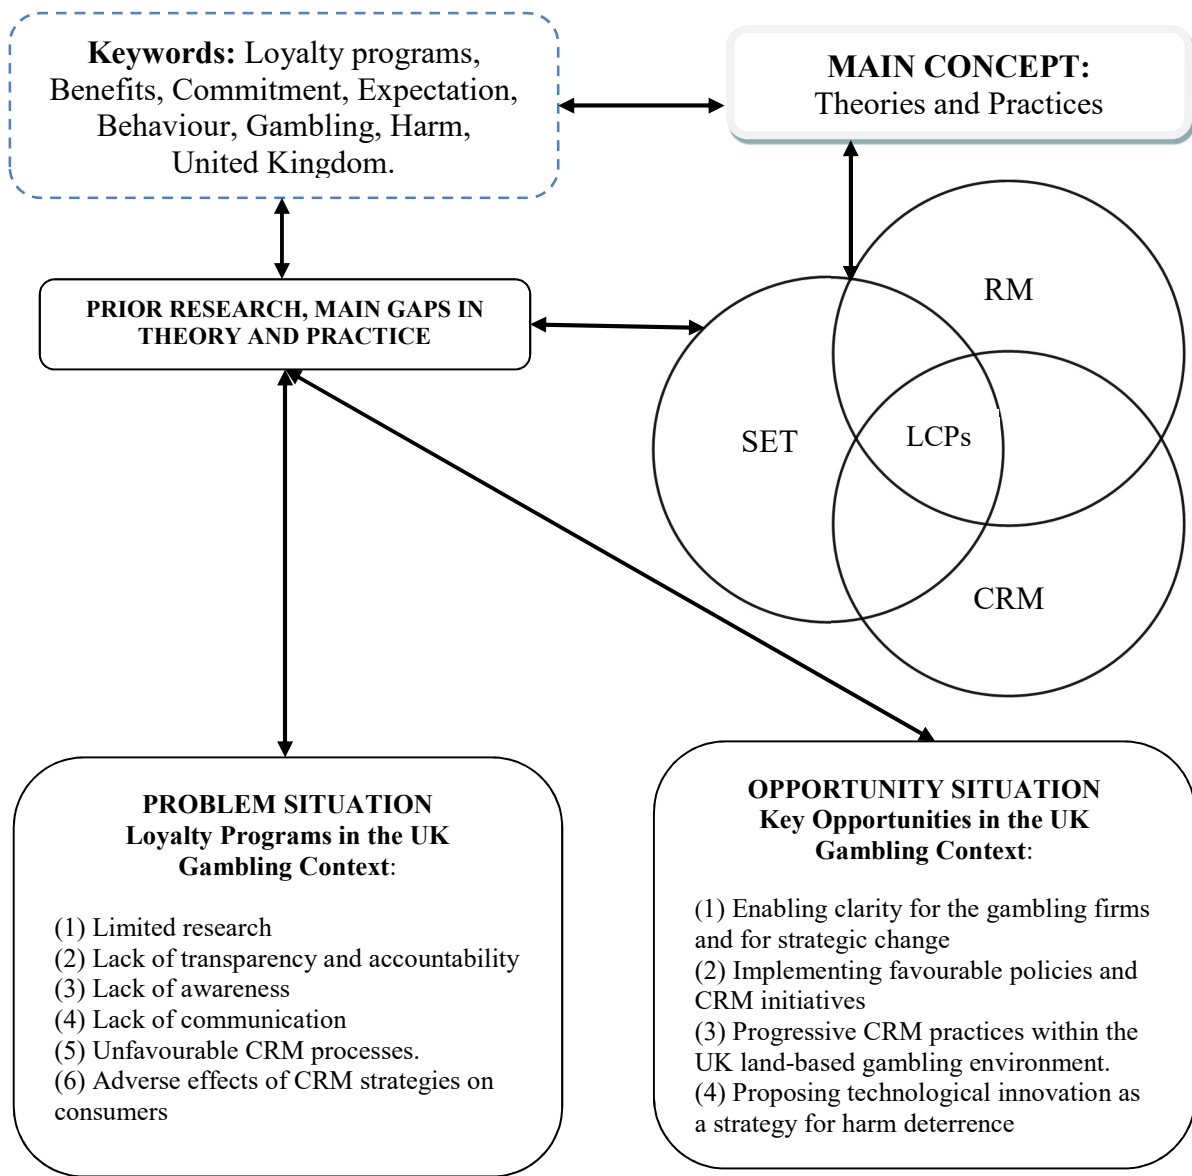 Keywords: Loyalty programs,
Benefits, Commitment, Expectation,
Behaviour, Gambling, Harm,
United Kingdom.
MAIN CONCEPT:
Theories and Practices
PRIOR RESEARCH, MAIN GAPS IN
THEORY AND PRACTICE
RM
SET
LCPs
CRM
PROBLEM SITUATION
Loyalty Programs in the UK
Gambling Context:
(1) Limited research
(2) Lack of transparency and accountability
(3) Lack of awareness
(4) Lack of communication
(5) Unfavourable CRM processes.
(6) Adverse effects of CRM strategies on
consumers
OPPORTUNITY SITUATION
Key Opportunities in the UK
Gambling Context:
(1) Enabling clarity for the gambling firms
and for strategic change
(2) Implementing favourable policies and
CRM initiatives
(3) Progressive CRM practices within the
UK land-based gambling environment.
(4) Proposing technological innovation as
a strategy for harm deterrence